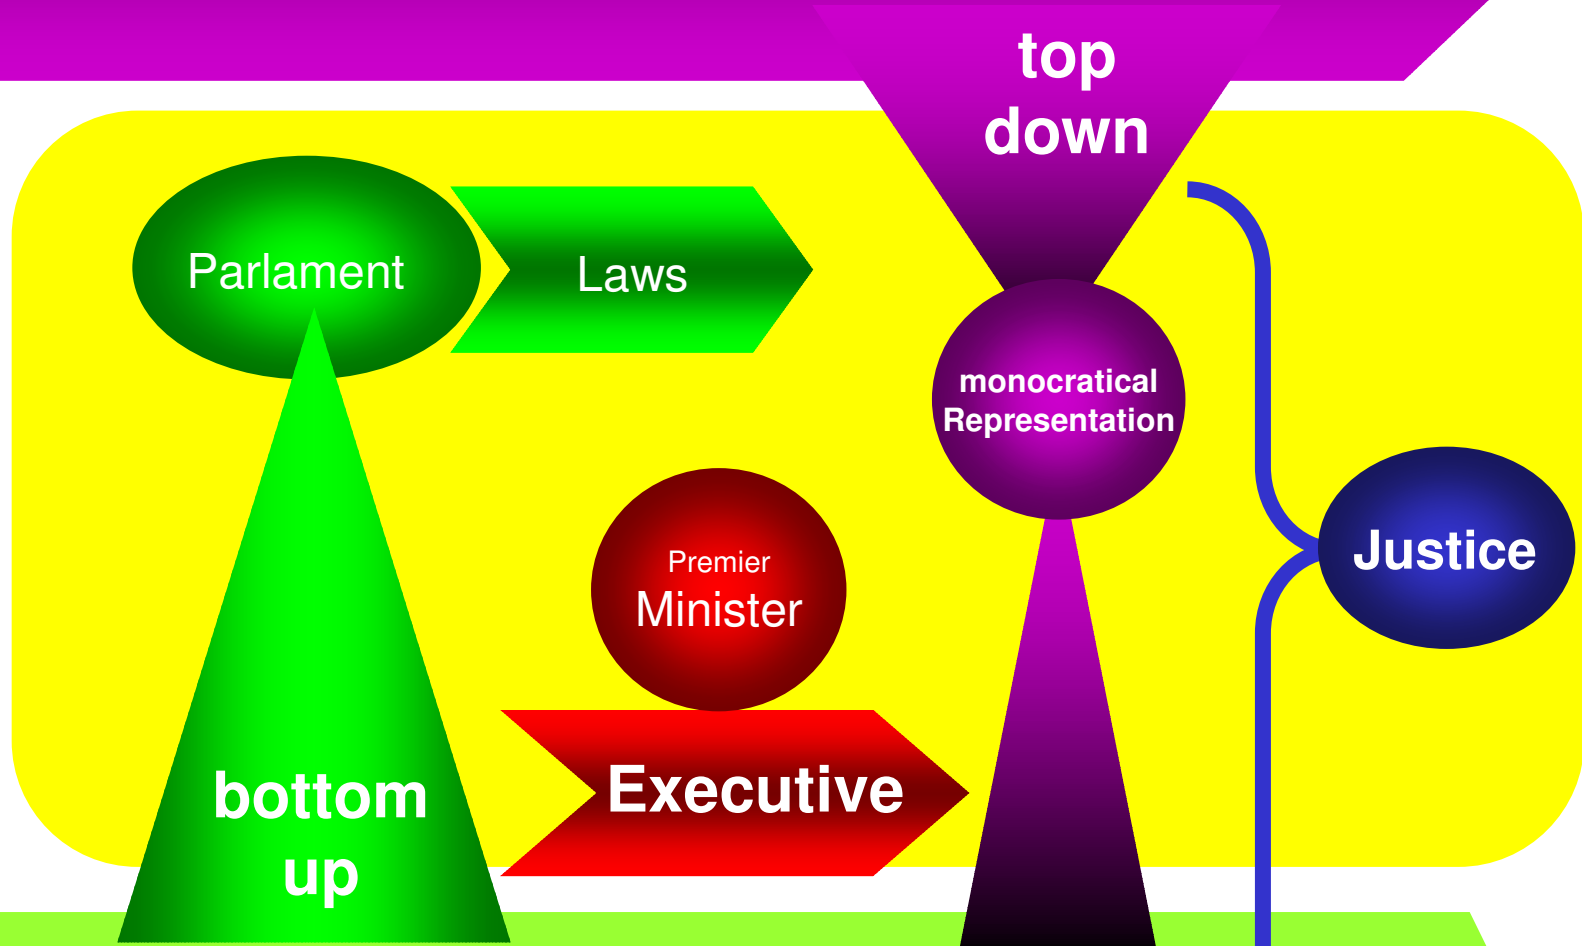 top
down
Parlament
Laws
monocratical
Representation
Premier
Minister
Justice
Executive
bottom
up